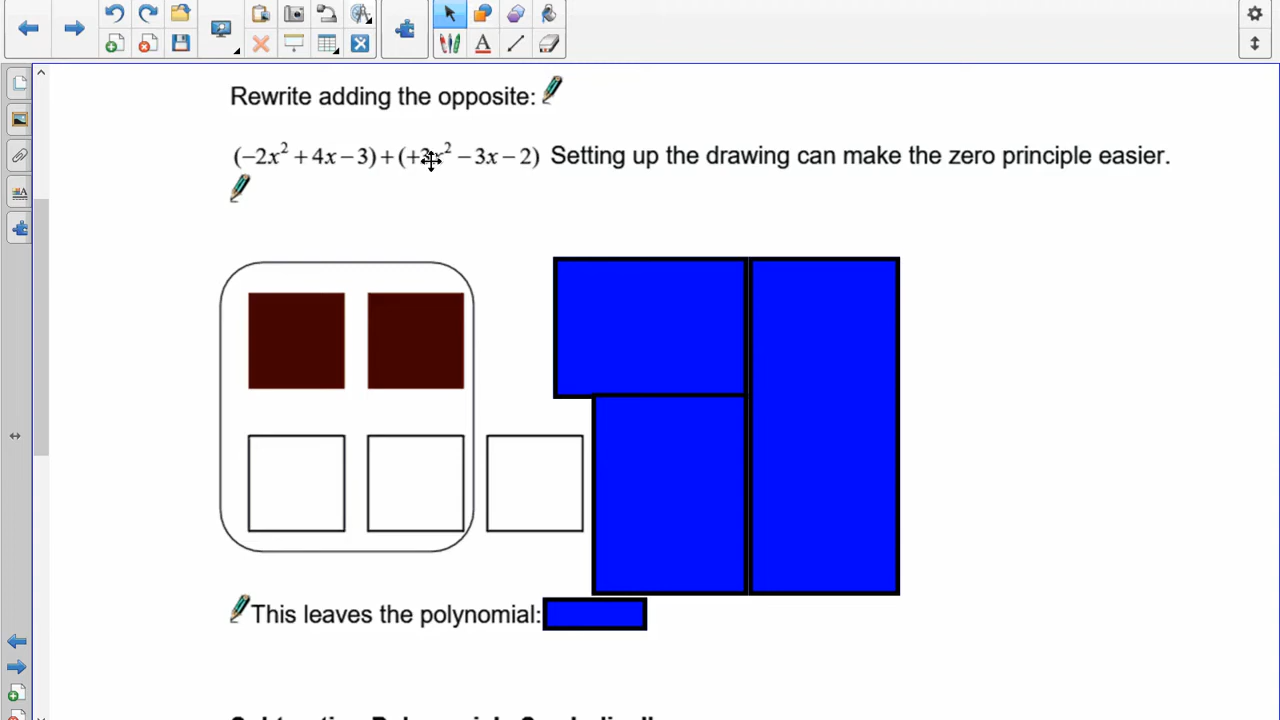 Rewrite adding the opposite:
(−2x² + 4x − 3) + (+3x² − 3x − 2) Setting up the drawing can make the zero principle easier.
This leaves the polynomial: